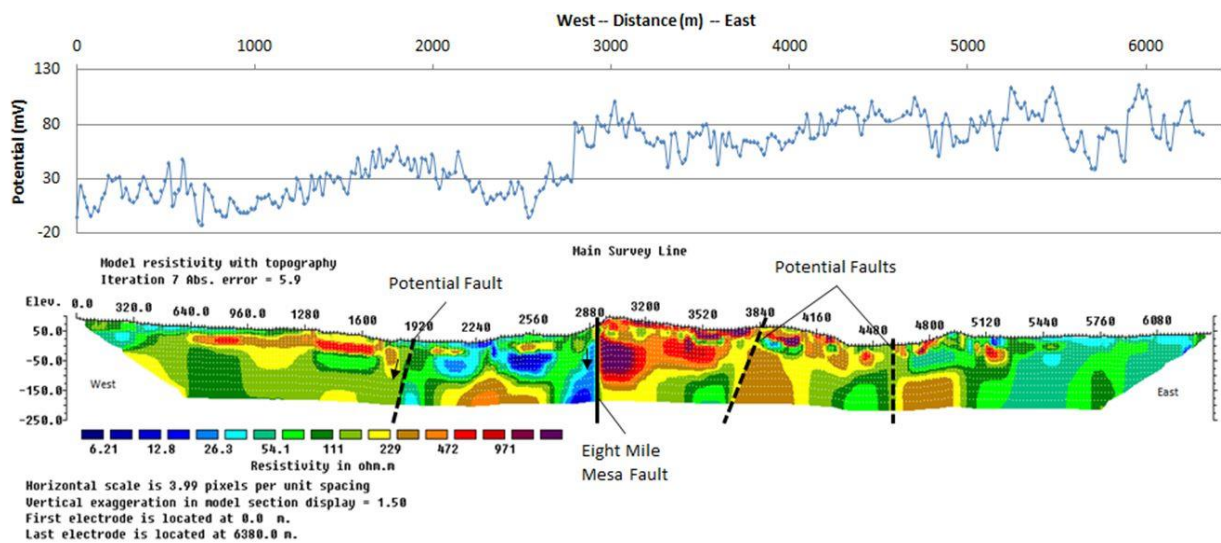 West -- Distance (m) -- East
0 1000 2000 3000 4000 5000 6000
Potential (mV)
130
80
30
-20
Main Survey Line
Model resistivity with topography
Iteration 7 Abs. error = 5.9
Potential Fault
Potential Faults
Elev. 0.0 320.0 640.0 960.0 1280 1600 1920 2240 2560 2880 3200 3520 3840 4160 4480 4800 5120 5440 5760 6080
50.0
-50.0
-150.0
-250.0
West
East
6.21 12.8 26.3 54.1 111 229 472 971
Resistivity in ohm.m
Eight Mile
Mesa Fault
Horizontal scale is 3.99 pixels per unit spacing
Vertical exaggeration in model section display = 1.50
First electrode is located at 0.0 m.
Last electrode is located at 6380.0 m.